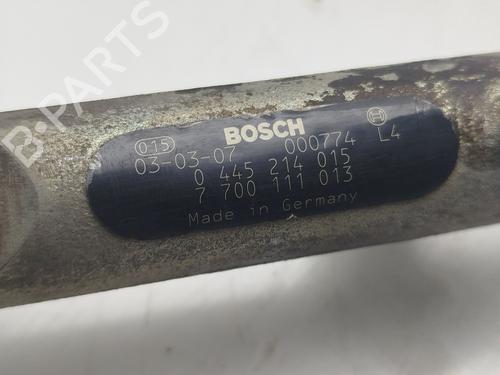 015 BOSCH
03-03-07 000774 L4
0 445 214 015
7 700 111 013
Made in Germany
B-PARTS